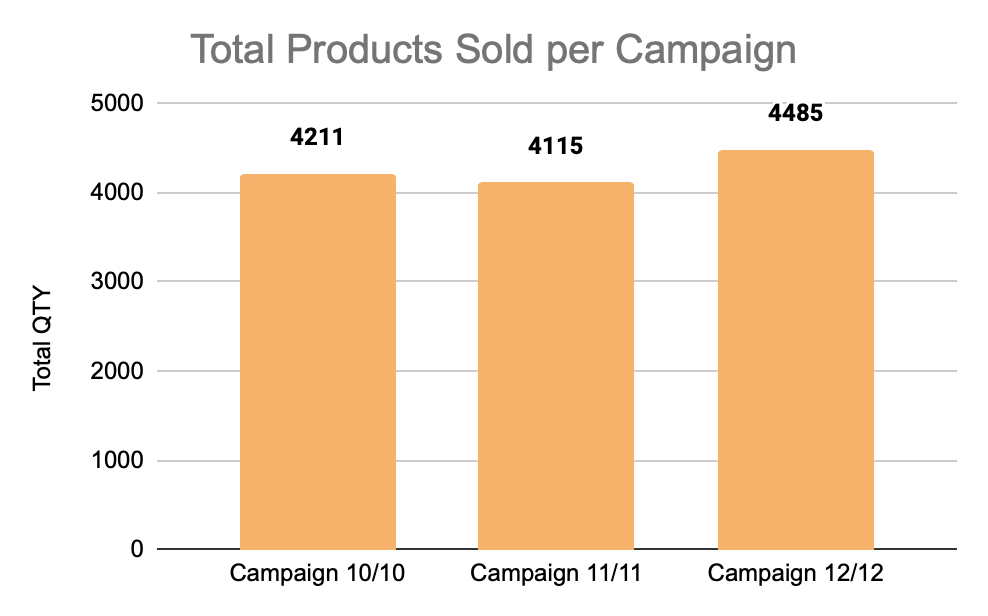 Total Products Sold per Campaign
Total QTY
5000
4000
3000
2000
1000
0
4211
4115
4485
Campaign 10/10
Campaign 11/11
Campaign 12/12